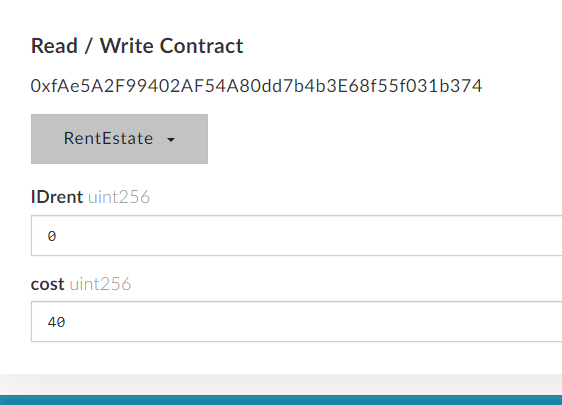 Read / Write Contract
0xfAe5A2F99402AF54A80dd7b4b3E68f55f031b374
RentEstate
IDrent uint256
0
cost uint256
40